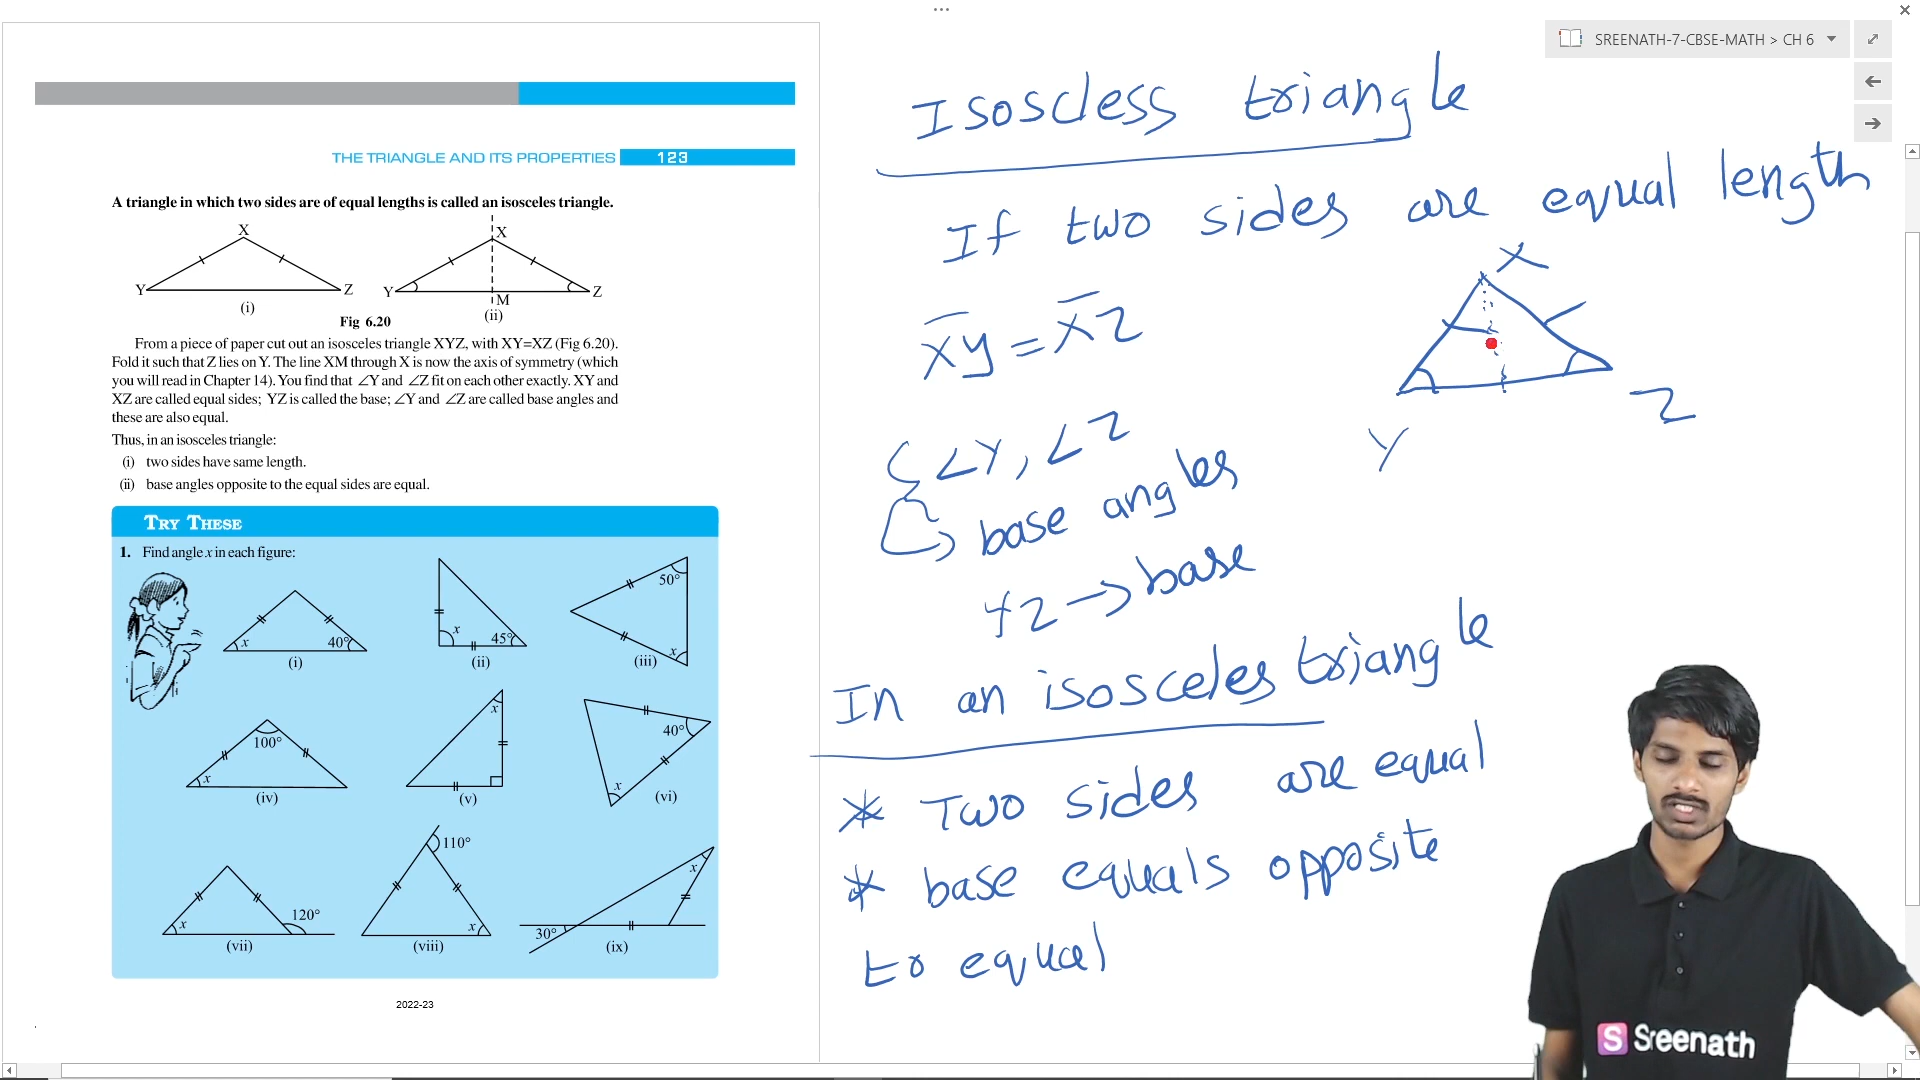 SREENATH-7-CBSE-MATH > CH 6
THE TRIANGLE AND ITS PROPERTIES 123
A triangle in which two sides are of equal lengths is called an isosceles triangle.
X
Y
Z
(i)
X
Y
M
Z
(ii)
Fig 6.20
From a piece of paper cut out an isosceles triangle XYZ, with XY=XZ (Fig 6.20).
Fold it such that Z lies on Y. The line XM through X is now the axis of symmetry (which
you will read in Chapter 14). You find that ∠Y and ∠Z fit on each other exactly. XY and
XZ are called equal sides; YZ is called the base; ∠Y and ∠Z are called base angles and
these are also equal.
Thus, in an isosceles triangle:
(i) two sides have same length.
(ii) base angles opposite to the equal sides are equal.
TRY THESE
1. Find angle x in each figure:
x 40°
(i)
x 45°
(ii)
50°
x
(iii)
100°
x
(iv)
x
(v)
40°
x
(vi)
x 120°
(vii)
110°
x
(viii)
30° x
(ix)
2022-23
Isoscless triangle
If two sides are equal length
X
Y
Z
XY = XZ
∠Y, ∠Z
base angles
YZ → base
In an isosceles triangle
* Two sides are equal
* base equals opposite
to equal
S Sreenath